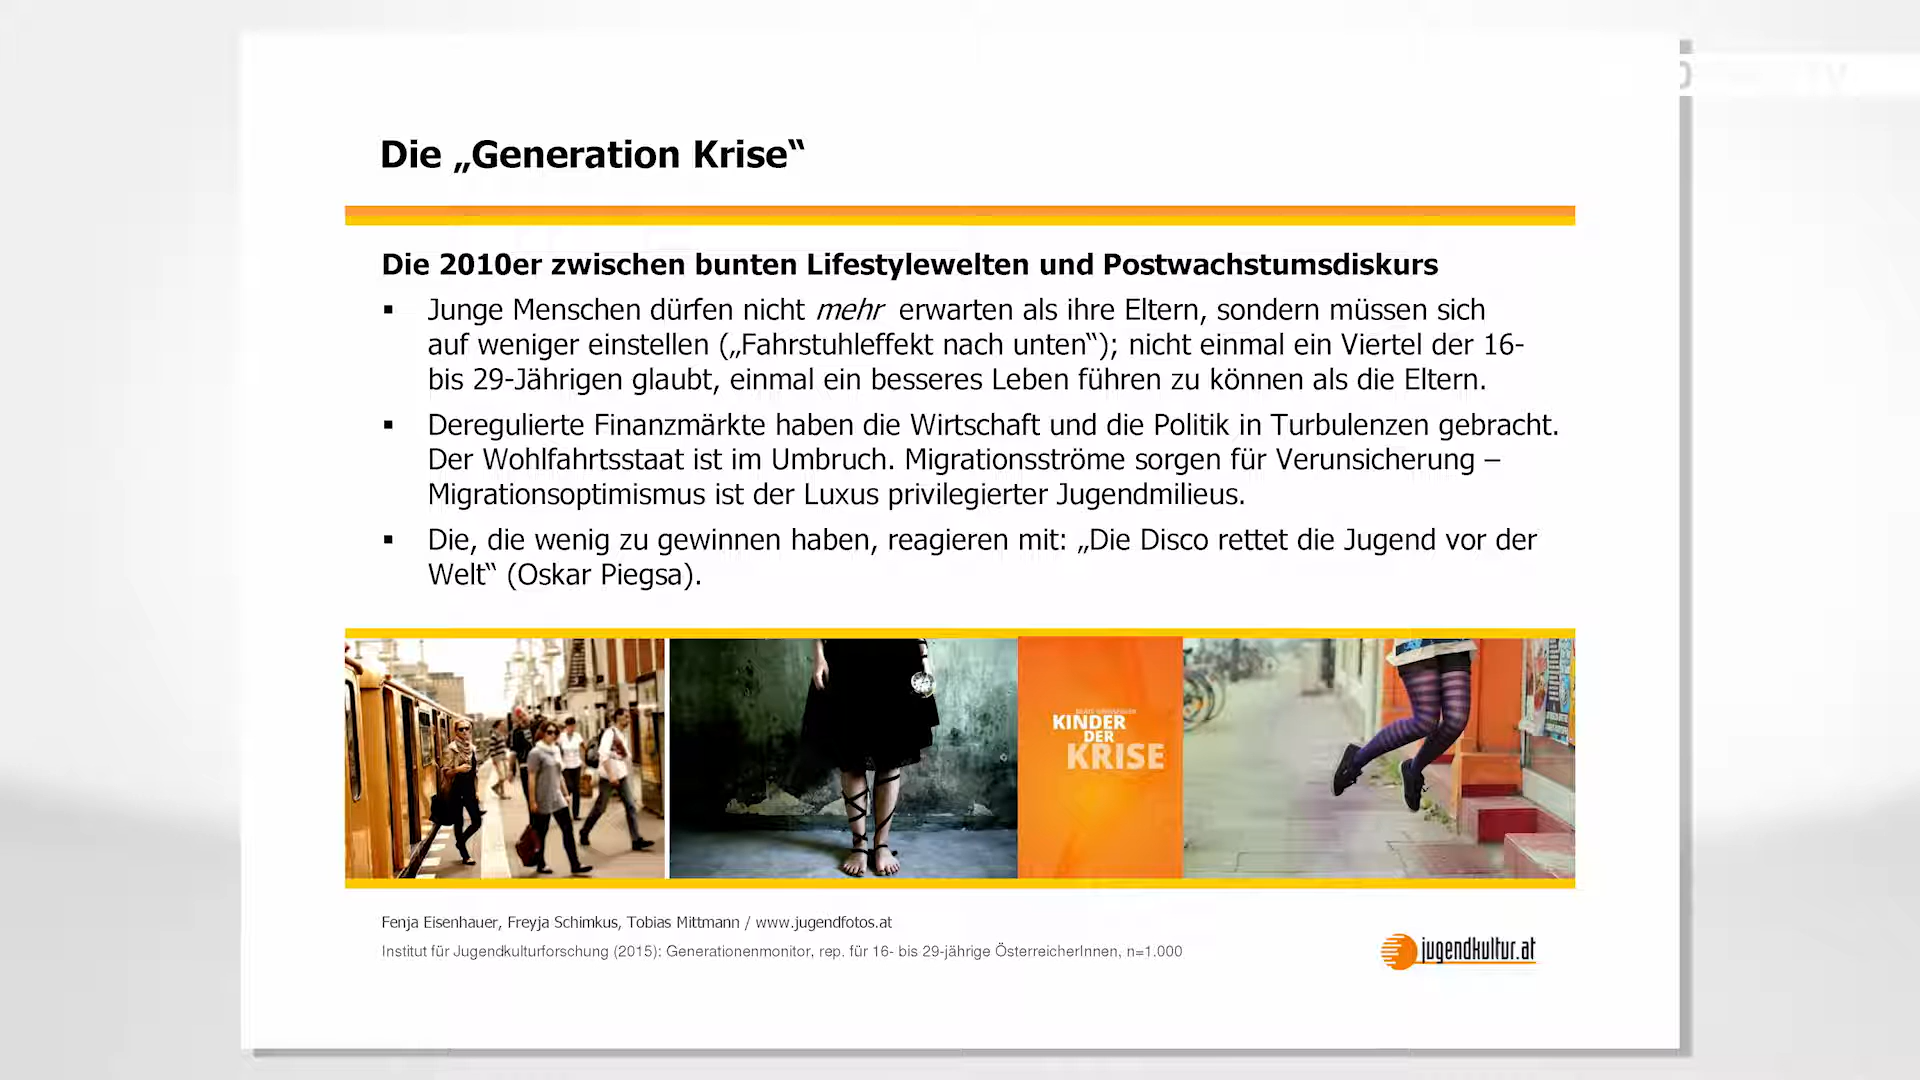 Die „Generation Krise“
Die 2010er zwischen bunten Lifestylewelten und Postwachstumsdiskurs
▪ Junge Menschen dürfen nicht mehr erwarten als ihre Eltern, sondern müssen sich
auf weniger einstellen („Fahrstuhleffekt nach unten“); nicht einmal ein Viertel der 16-
bis 29-Jährigen glaubt, einmal ein besseres Leben führen zu können als die Eltern.
▪ Deregulierte Finanzmärkte haben die Wirtschaft und die Politik in Turbulenzen gebracht.
Der Wohlfahrtsstaat ist im Umbruch. Migrationsströme sorgen für Verunsicherung –
Migrationsoptimismus ist der Luxus privilegierter Jugendmilieus.
▪ Die, die wenig zu gewinnen haben, reagieren mit: „Die Disco rettet die Jugend vor der
Welt“ (Oskar Piegsa).
KINDER
DER
KRISE
Fenja Eisenhauer, Freyja Schimkus, Tobias Mittmann / www.jugendfotos.at
Institut für Jugendkulturforschung (2015): Generationenmonitor, rep. für 16- bis 29-jährige ÖsterreicherInnen, n=1.000
jugendkultur.at